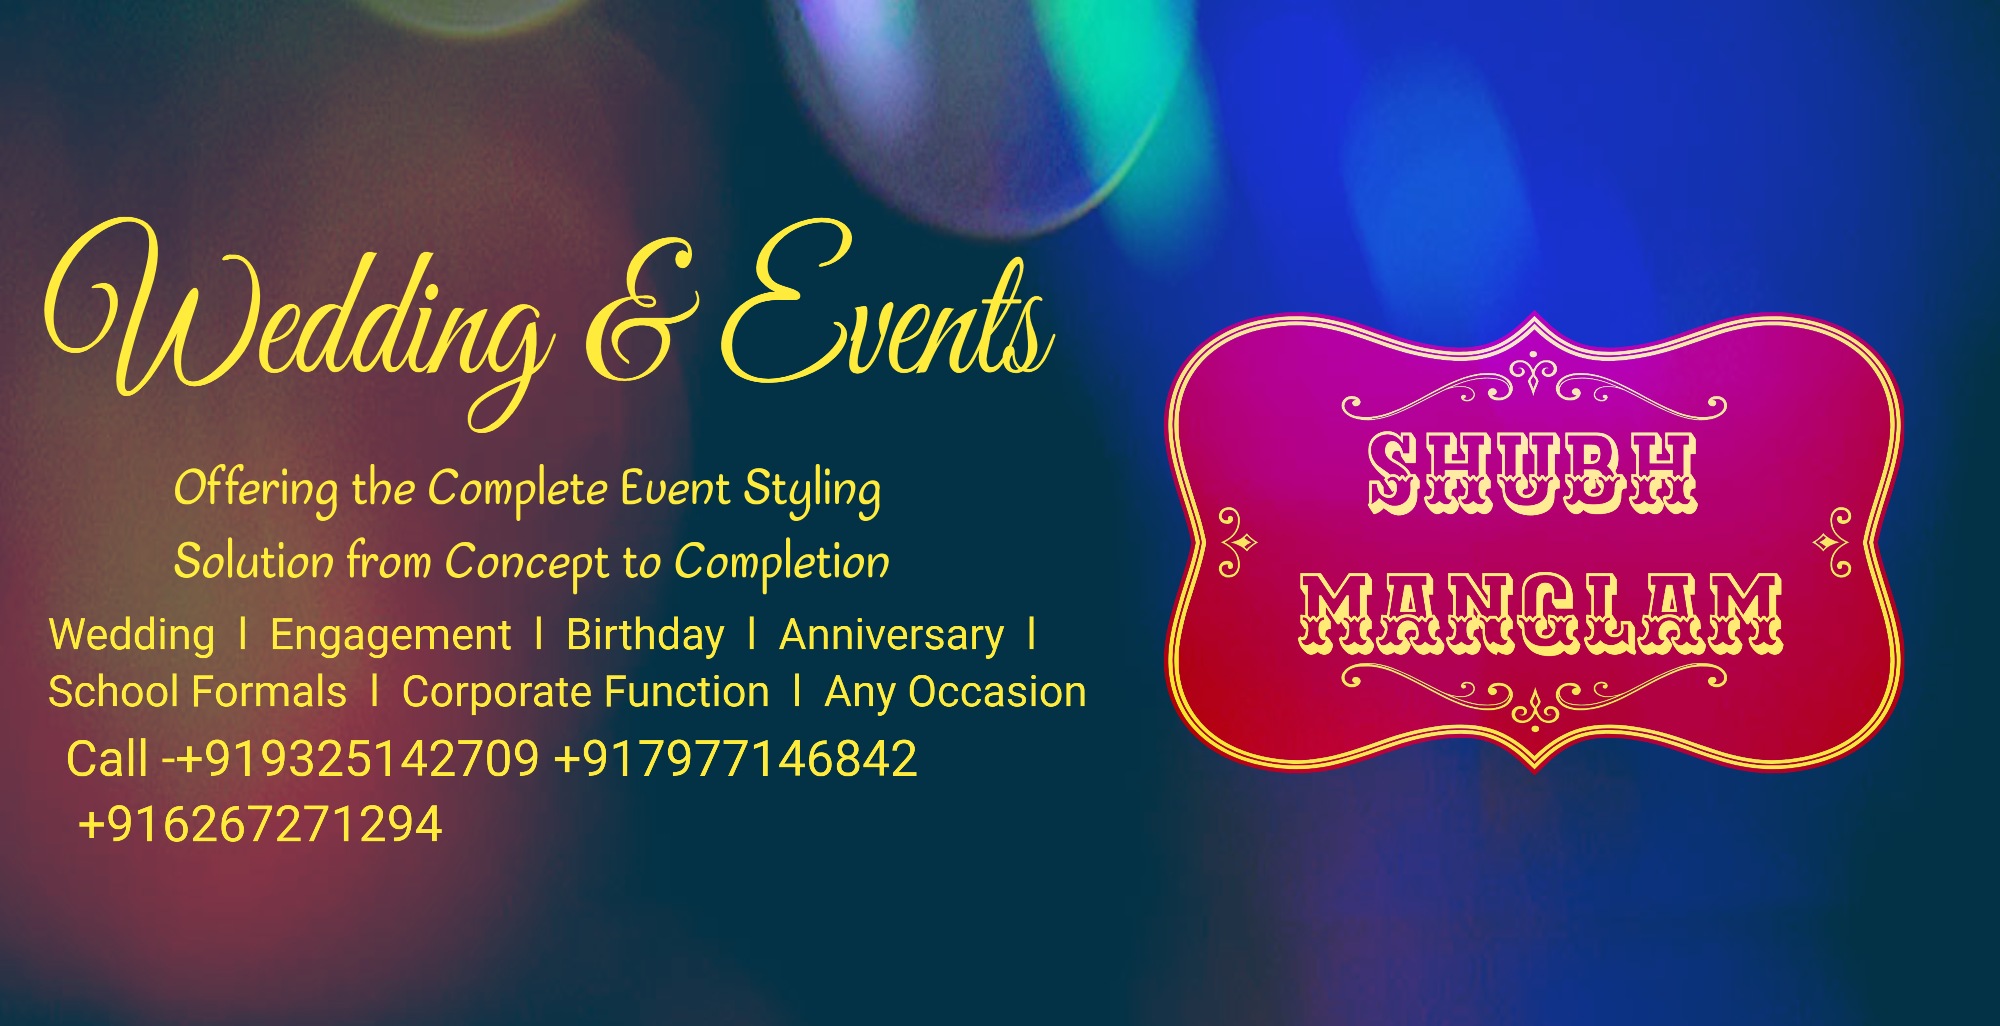 Wedding & Events
Offering the Complete Event Styling
Solution from Concept to Completion
Wedding l Engagement l Birthday l Anniversary l
School Formals l Corporate Function l Any Occasion
Call -+919325142709 +917977146842
+916267271294
SHUBH
MANGLAM